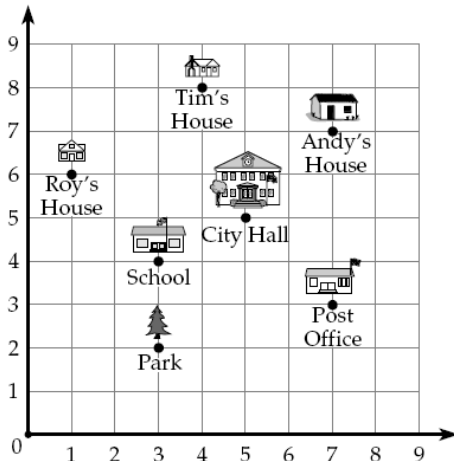 9
8
Tim's
House
7
Andy's
House
6
Roy's
House
5
City Hall
4
School
3
Post
Office
2
Park
1
0
1 2 3 4 5 6 7 8 9